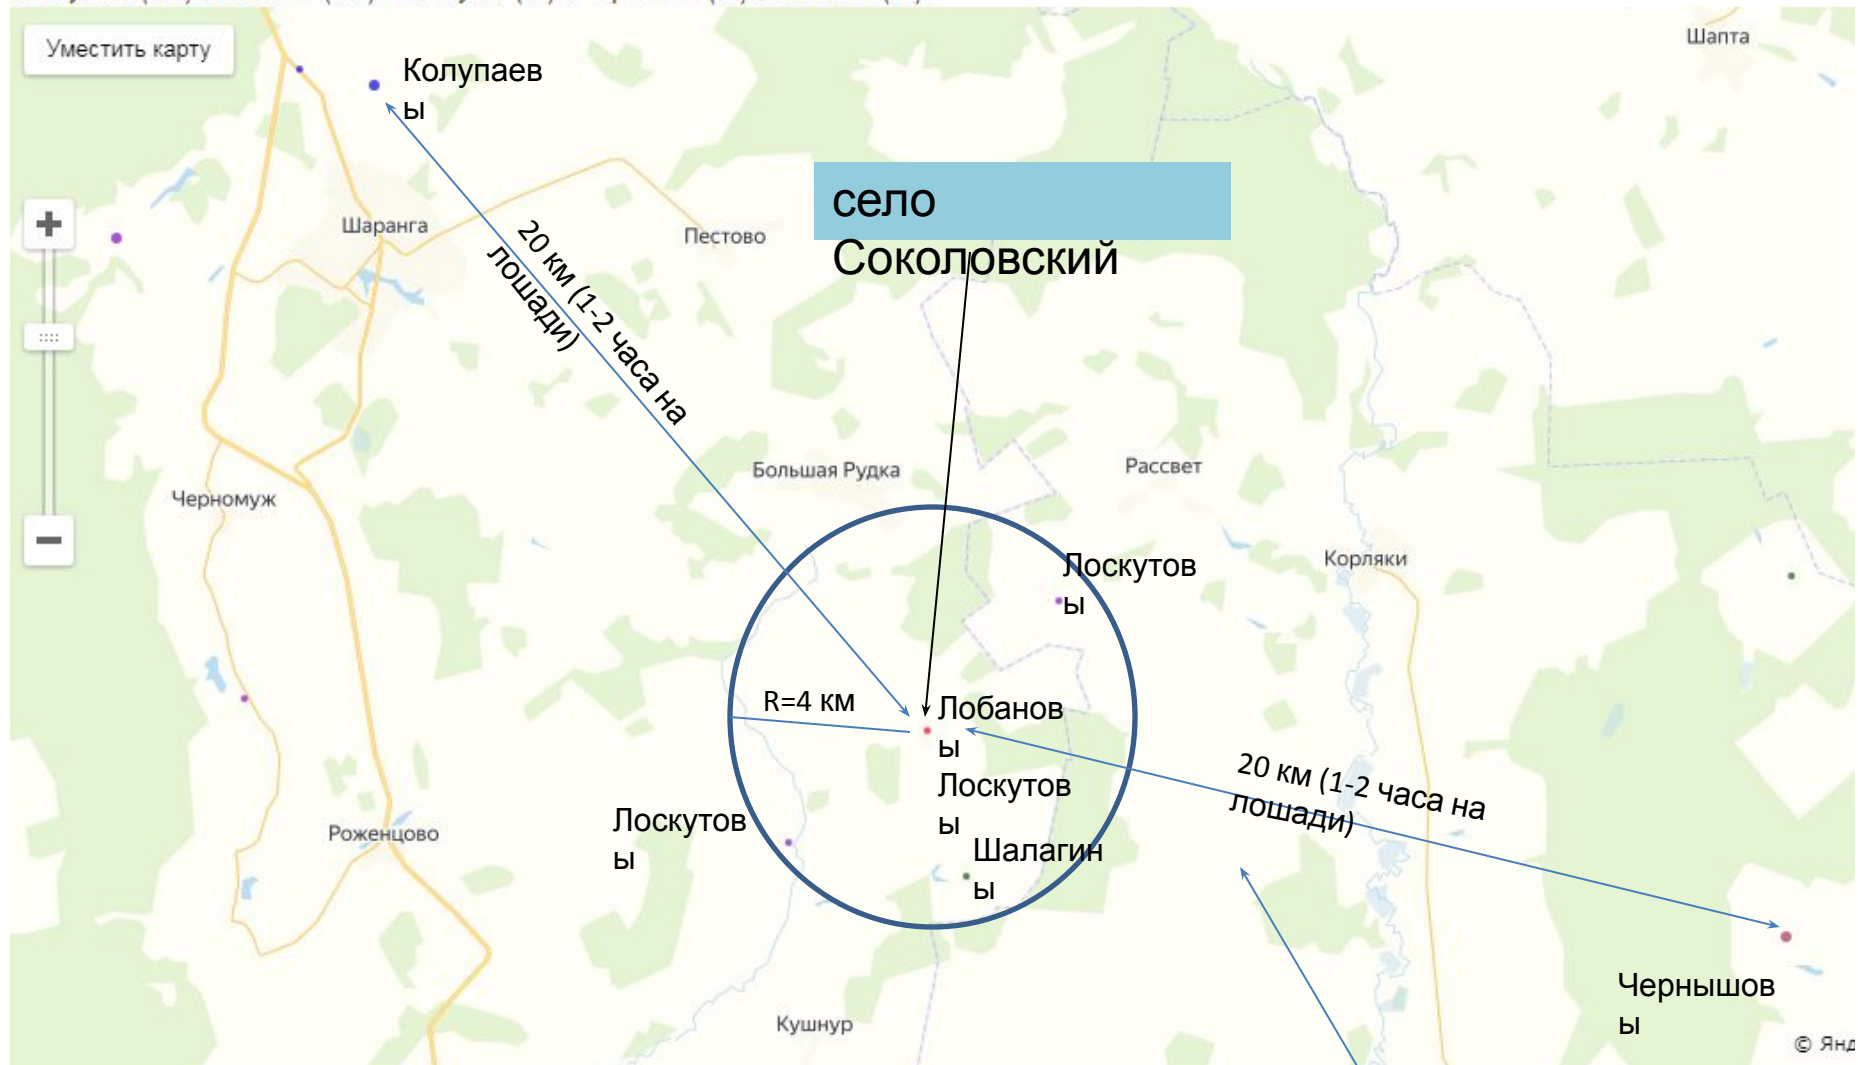 Уместить карту
Шапта
Колупаев
ы
село
Соколовский
Шаранга
Пестово
20 км (1-2 часа на
лошади)
Большая Рудка
Рассвет
Черномуж
Корляки
Лоскутов
ы
R=4 км
Лобанов
ы
Лоскутов
ы
20 км (1-2 часа на
лошади)
Лоскутов
ы
Роженцово
Шалагин
ы
Чернышов
ы
Кушнур
© Янд